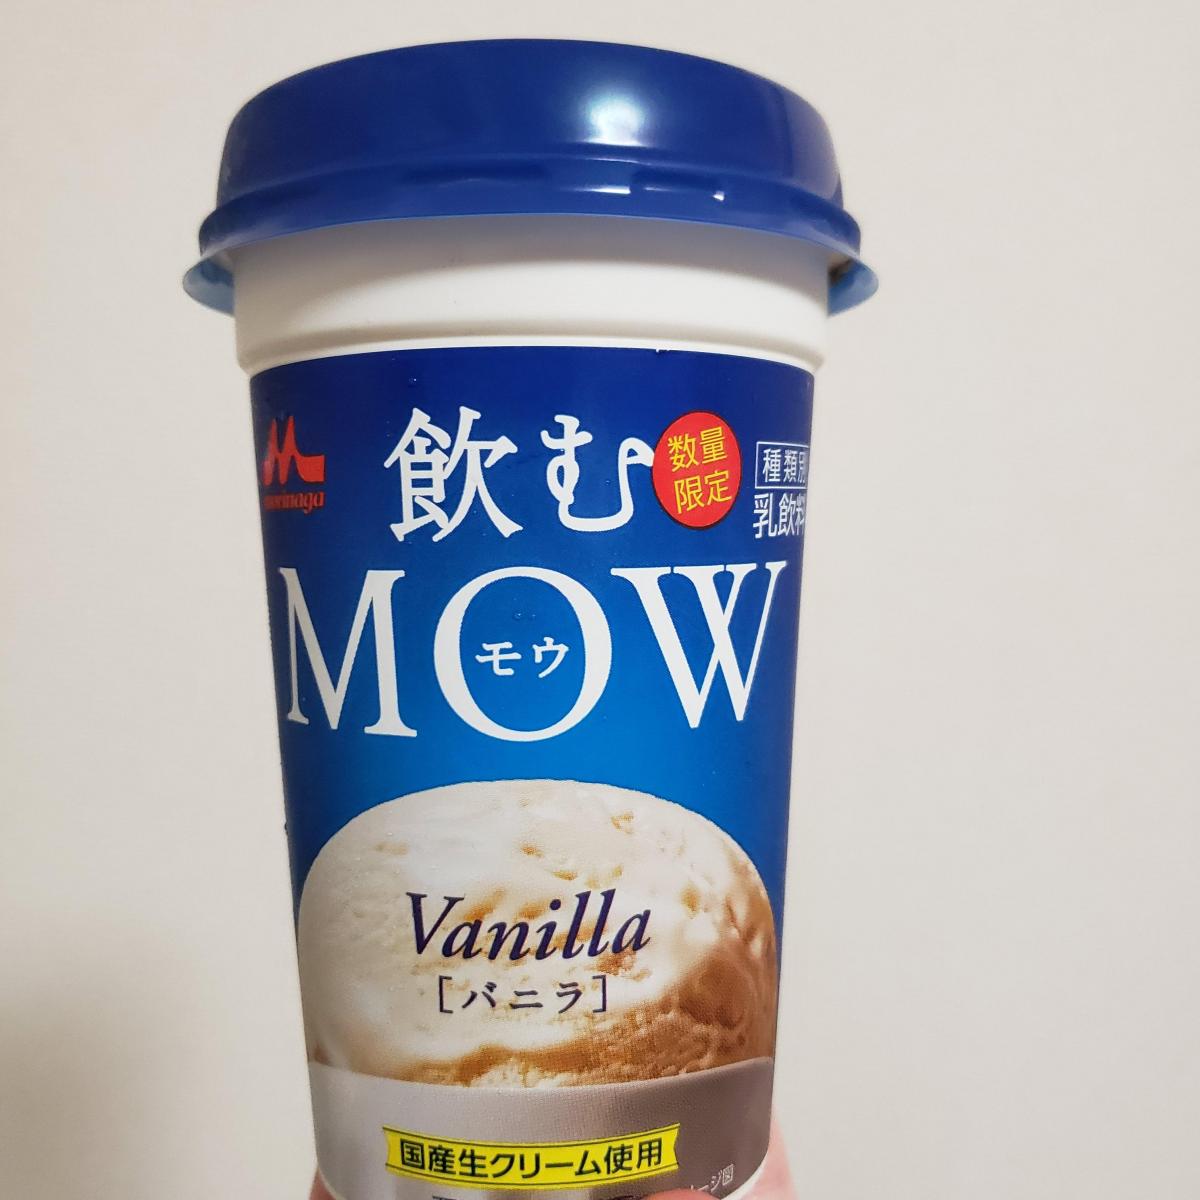 morinaga
飲む
数量
限定
種類別
乳飲料
MOW
モウ
Vanilla
[バニラ]
国産生クリーム使用